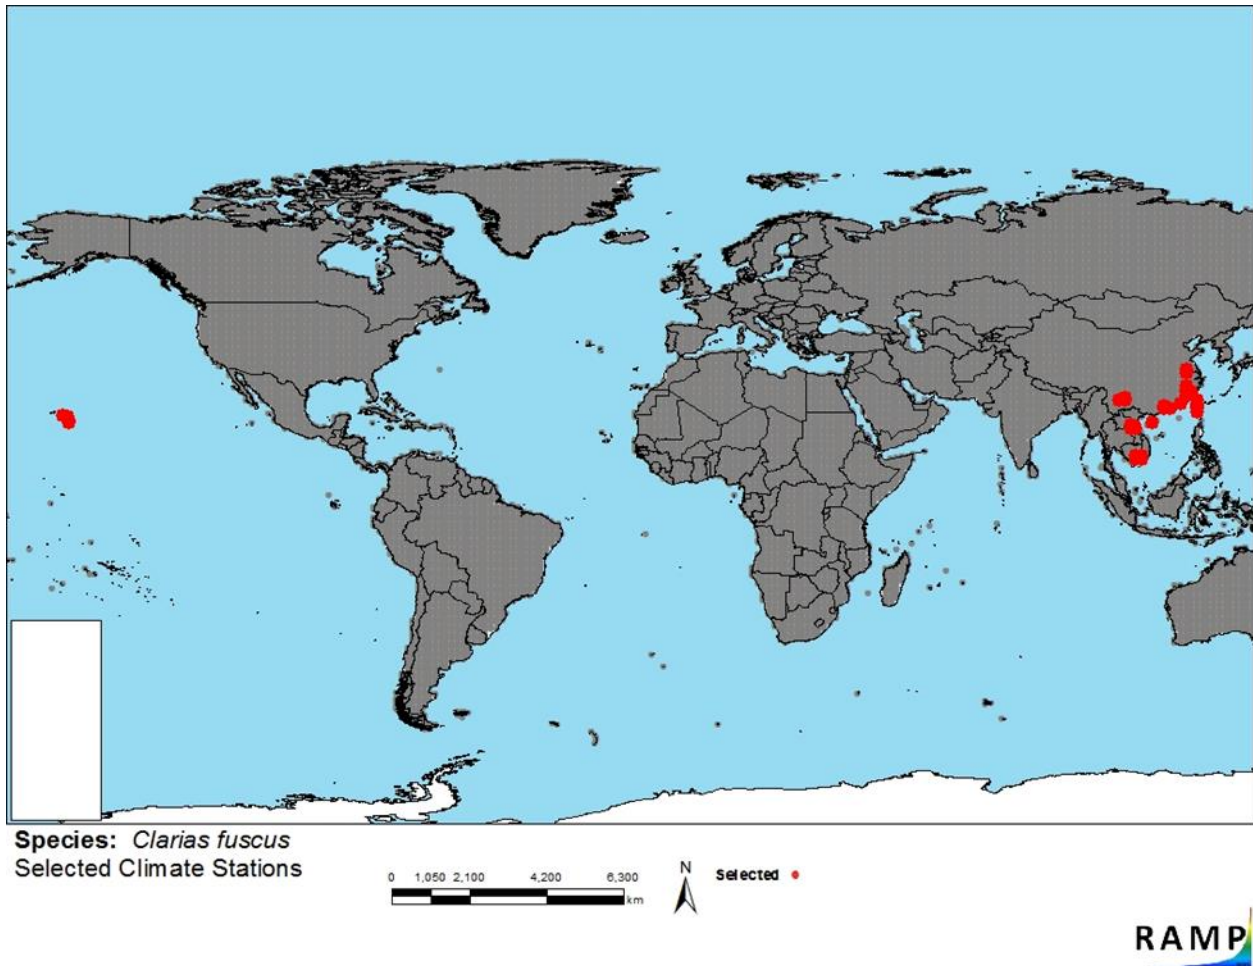 Species: Clarias fuscus
Selected Climate Stations
0 1,050 2,100 4,200 6,300
km
N
Selected
RAMP